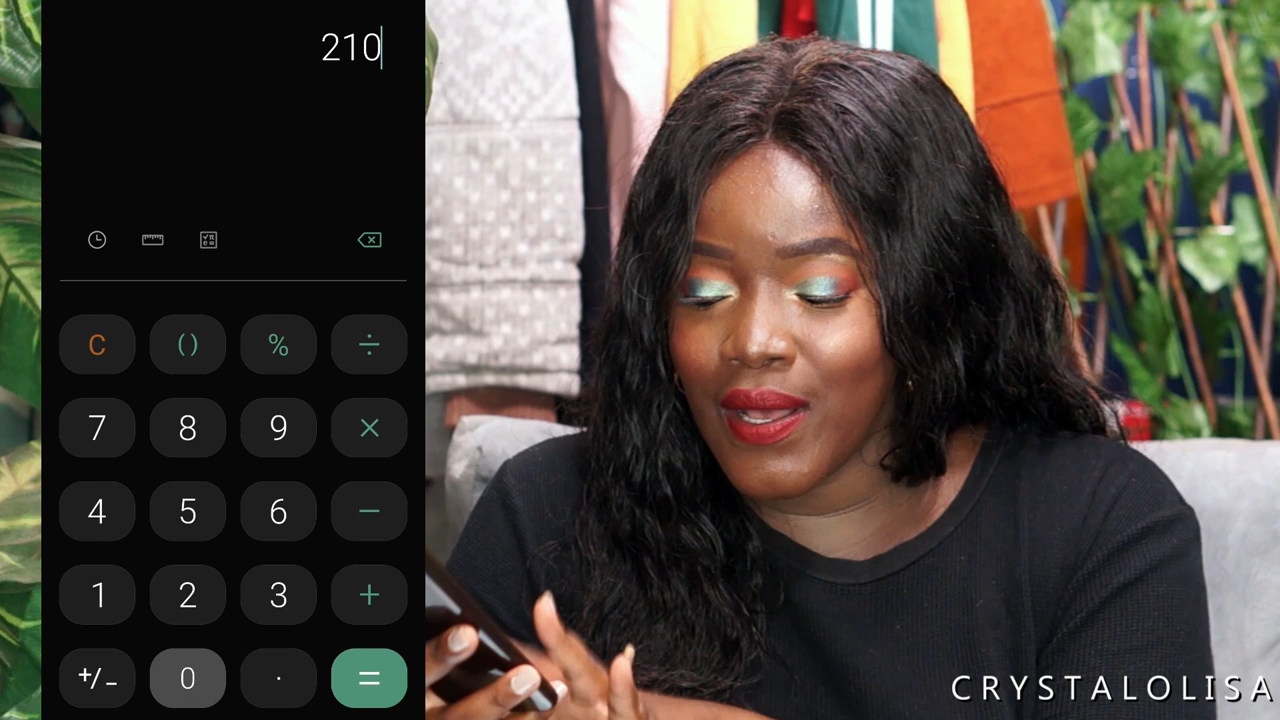 210
C ( ) % ÷
7 8 9 ×
4 5 6 −
1 2 3 +
+/− 0 . =
CRYSTALOLISA